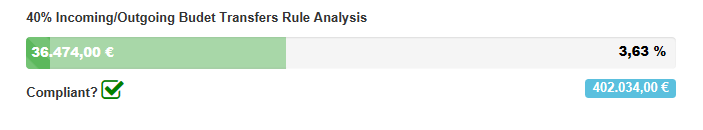 40% Incoming/Outgoing Budet Transfers Rule Analysis
36.474,00 € 3,63 %
Compliant? 402.034,00 €